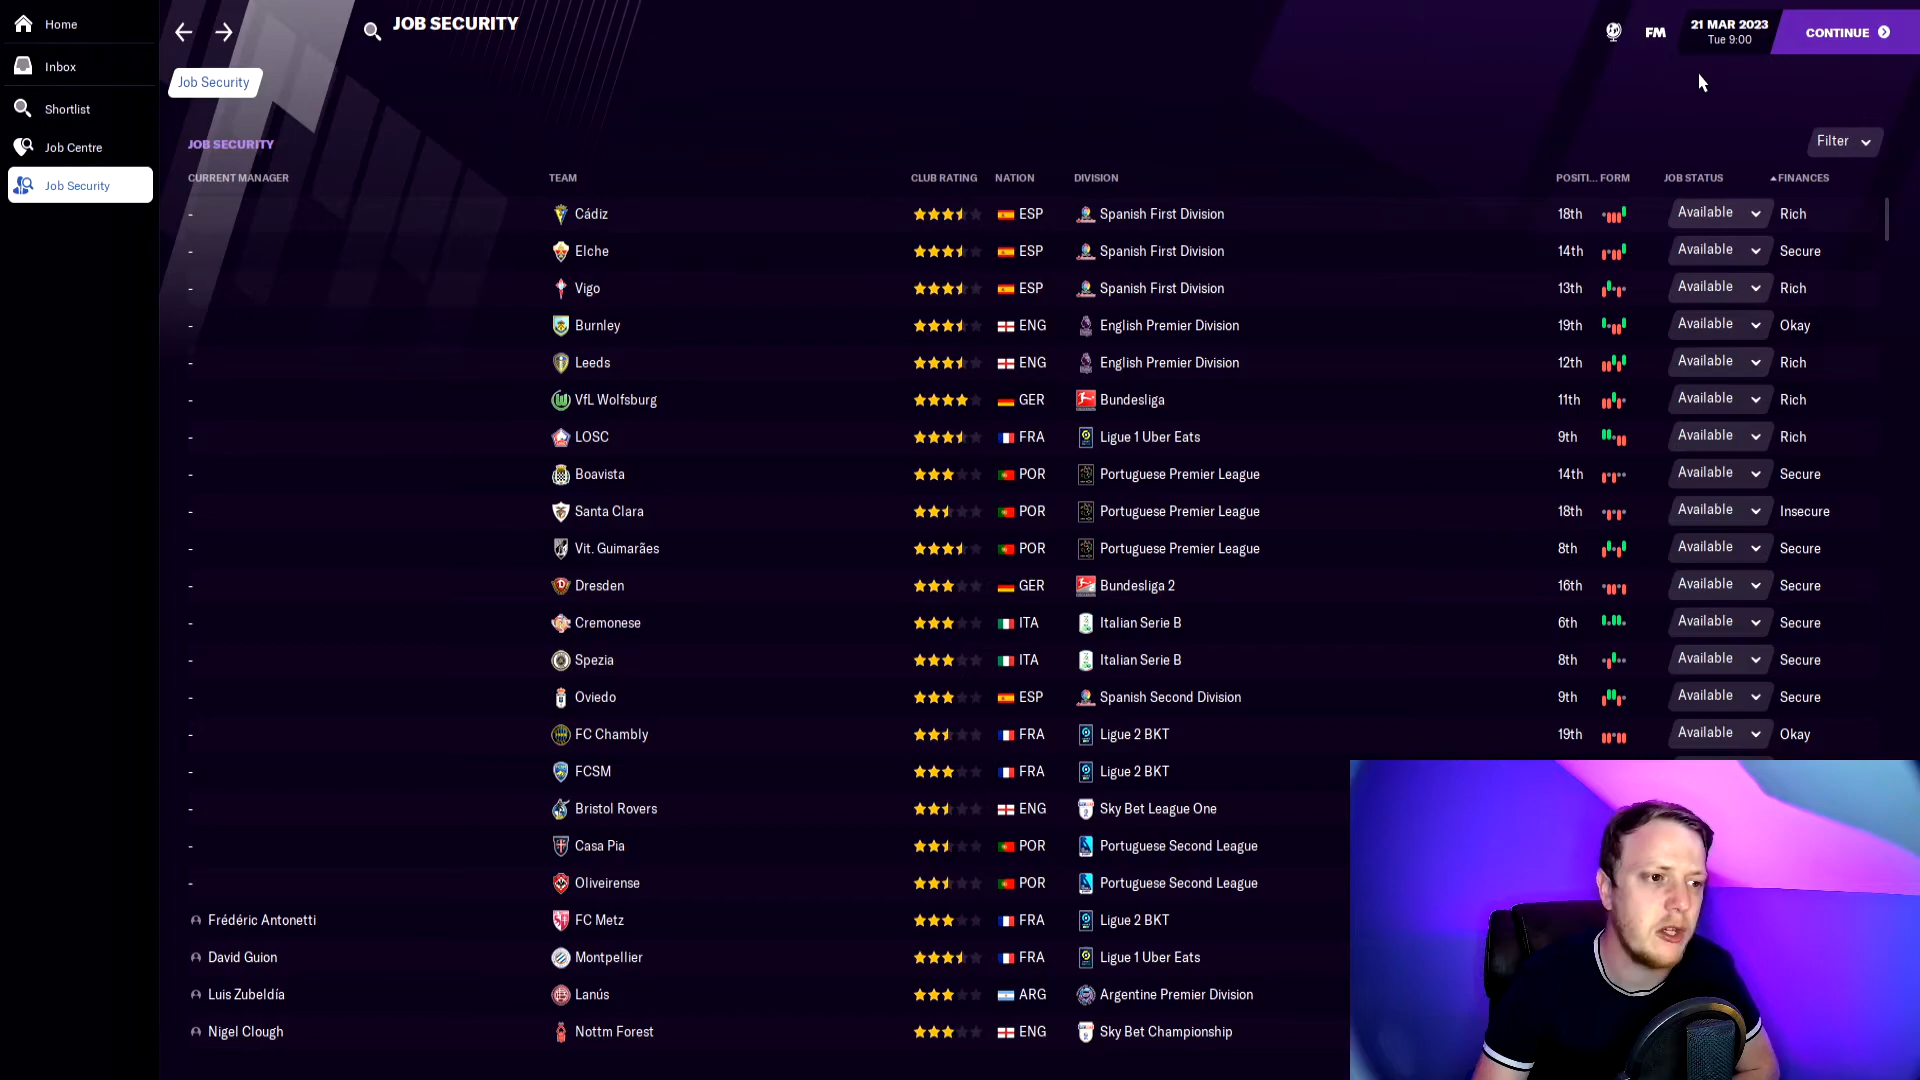 Home
Inbox
Shortlist
Job Centre
Job Security
JOB SECURITY
FM
21 MAR 2023
Tue 9:00
CONTINUE
Job Security
JOB SECURITY
Filter
CURRENT MANAGER TEAM CLUB RATING NATION DIVISION POSITI... FORM JOB STATUS FINANCES
- Cádiz ESP Spanish First Division 18th Available Rich
- Elche ESP Spanish First Division 14th Available Secure
- Vigo ESP Spanish First Division 13th Available Rich
- Burnley ENG English Premier Division 19th Available Okay
- Leeds ENG English Premier Division 12th Available Rich
- VfL Wolfsburg GER Bundesliga 11th Available Rich
- LOSC FRA Ligue 1 Uber Eats 9th Available Rich
- Boavista POR Portuguese Premier League 14th Available Secure
- Santa Clara POR Portuguese Premier League 18th Available Insecure
- Vit. Guimarães POR Portuguese Premier League 8th Available Secure
- Dresden GER Bundesliga 2 16th Available Secure
- Cremonese ITA Italian Serie B 6th Available Secure
- Spezia ITA Italian Serie B 8th Available Secure
- Oviedo ESP Spanish Second Division 9th Available Secure
- FC Chambly FRA Ligue 2 BKT 19th Available Okay
- FCSM FRA Ligue 2 BKT
- Bristol Rovers ENG Sky Bet League One
- Casa Pia POR Portuguese Second League
- Oliveirense POR Portuguese Second League
Frédéric Antonetti FC Metz FRA Ligue 2 BKT
David Guion Montpellier FRA Ligue 1 Uber Eats
Luis Zubeldía Lanús ARG Argentine Premier Division
Nigel Clough Nottm Forest ENG Sky Bet Championship